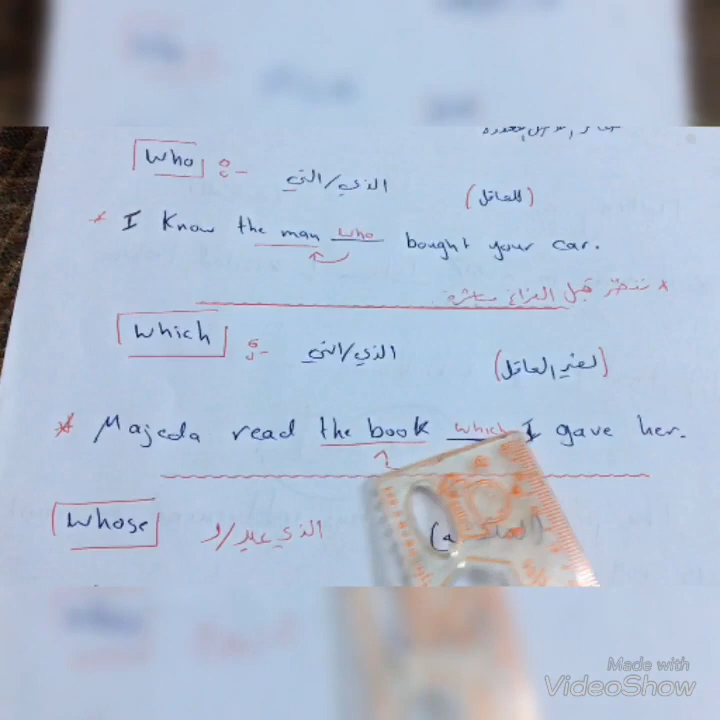 who :- الذي/التي (للعاقل)
* I know the man who bought your car.
* ننظر قبل الفراغ مباشرة.
which :- الذي/التي (لغير العاقل)
* Majeda read the book which I gave her.
whose الذي
Made with
VideoShow